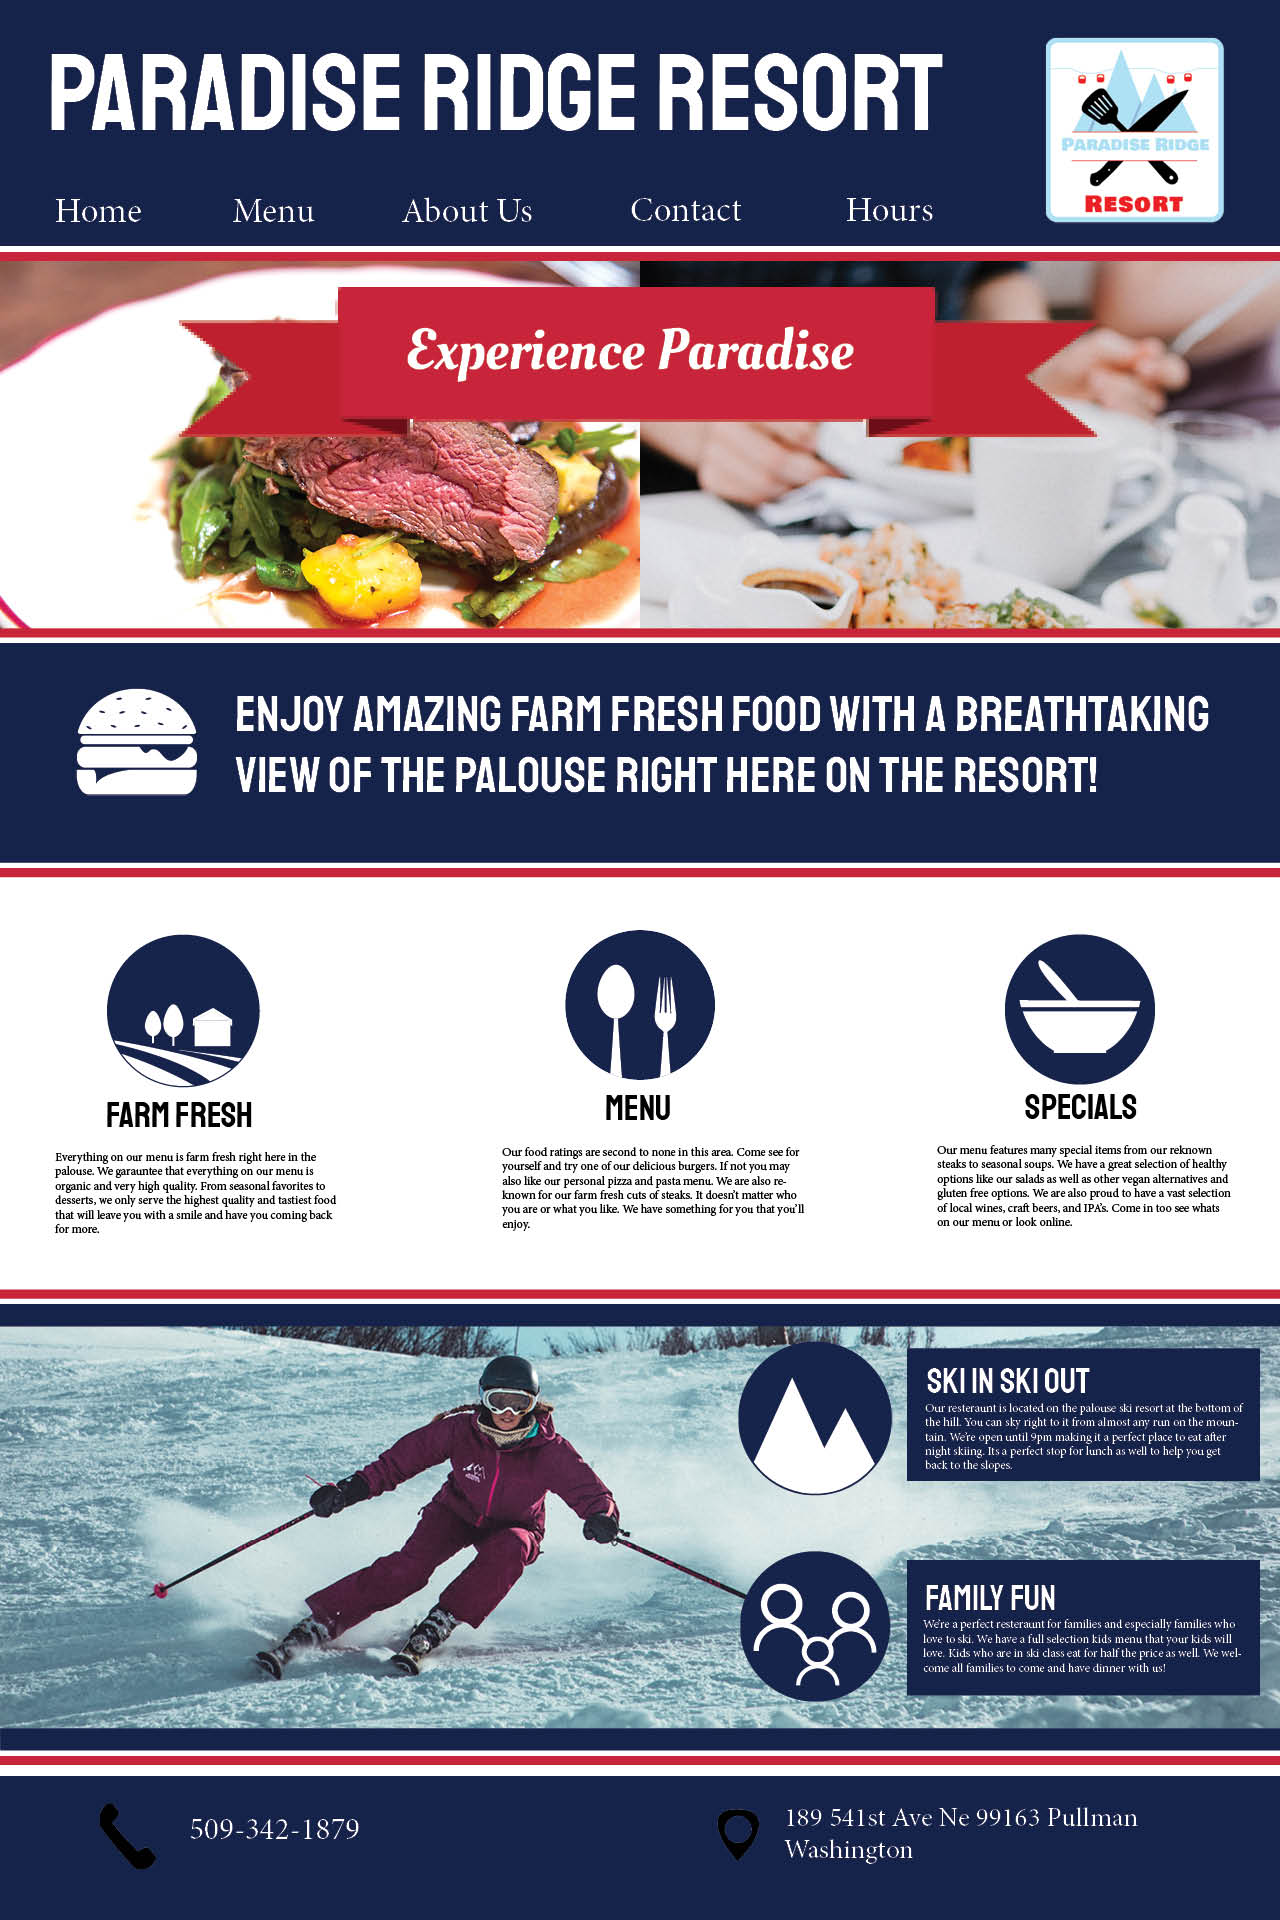 PARADISE RIDGE RESORT
PARADISE RIDGE
RESORT
Home Menu About Us Contact Hours
Experience Paradise
ENJOY AMAZING FARM FRESH FOOD WITH A BREATHTAKING
VIEW OF THE PALOUSE RIGHT HERE ON THE RESORT!
FARM FRESH
Everything on our menu is farm fresh right here in the
palouse. We garauntee that everything on our menu is
organic and very high quality. From seasonal favorites to
desserts, we only serve the highest quality and tastiest food
that will leave you with a smile and have you coming back
for more.
MENU
Our food ratings are second to none in this area. Come see for
yourself and try one of our delicious burgers. If not you may
also like our personal pizza and pasta menu. We are also re-
known for our farm fresh cuts of steaks. It doesn't matter who
you are or what you like. We have something for you that you'll
enjoy.
SPECIALS
Our menu features many special items from our reknown
steaks to seasonal soups. We have a great selection of healthy
options like our salads as well as other vegan alternatives and
gluten free options. We are also proud to have a vast selection
of local wines, craft beers, and IPA's. Come in too see whats
on our menu or look online.
SKI IN SKI OUT
Our resteraunt is located on the palouse ski resort at the bottom of
the hill. You can sky right to it from almost any run on the moun-
tain. We're open until 9pm making it a perfect place to eat after
night skiing. Its a perfect stop for lunch as well to help you get
back to the slopes.
FAMILY FUN
We're a perfect resteraunt for families and especially families who
love to ski. We have a full selection kids menu that your kids will
love. Kids who are in ski class eat for half the price as well. We wel-
come all families to come and have dinner with us!
509-342-1879
189 541st Ave Ne 99163 Pullman
Washington